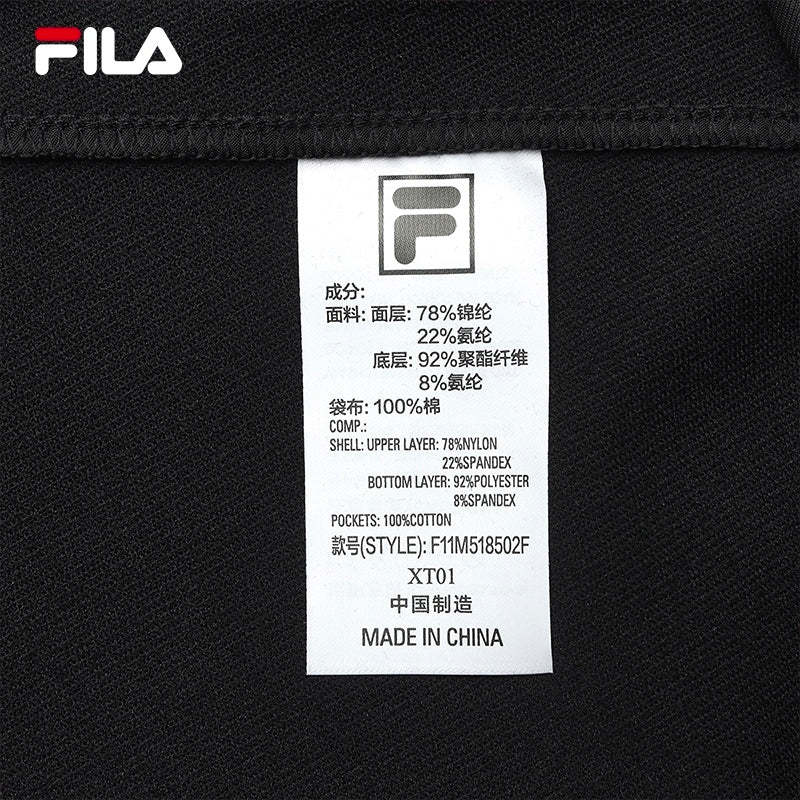 FILA
F
成分:
面料: 面层: 78%锦纶
22%氨纶
底层: 92%聚酯纤维
8%氨纶
袋布: 100%棉
COMP.:
SHELL: UPPER LAYER: 78%NYLON
22%SPANDEX
BOTTOM LAYER: 92%POLYESTER
8%SPANDEX
POCKETS: 100%COTTON
款号(STYLE): F11M518502F
XT01
中国制造
MADE IN CHINA